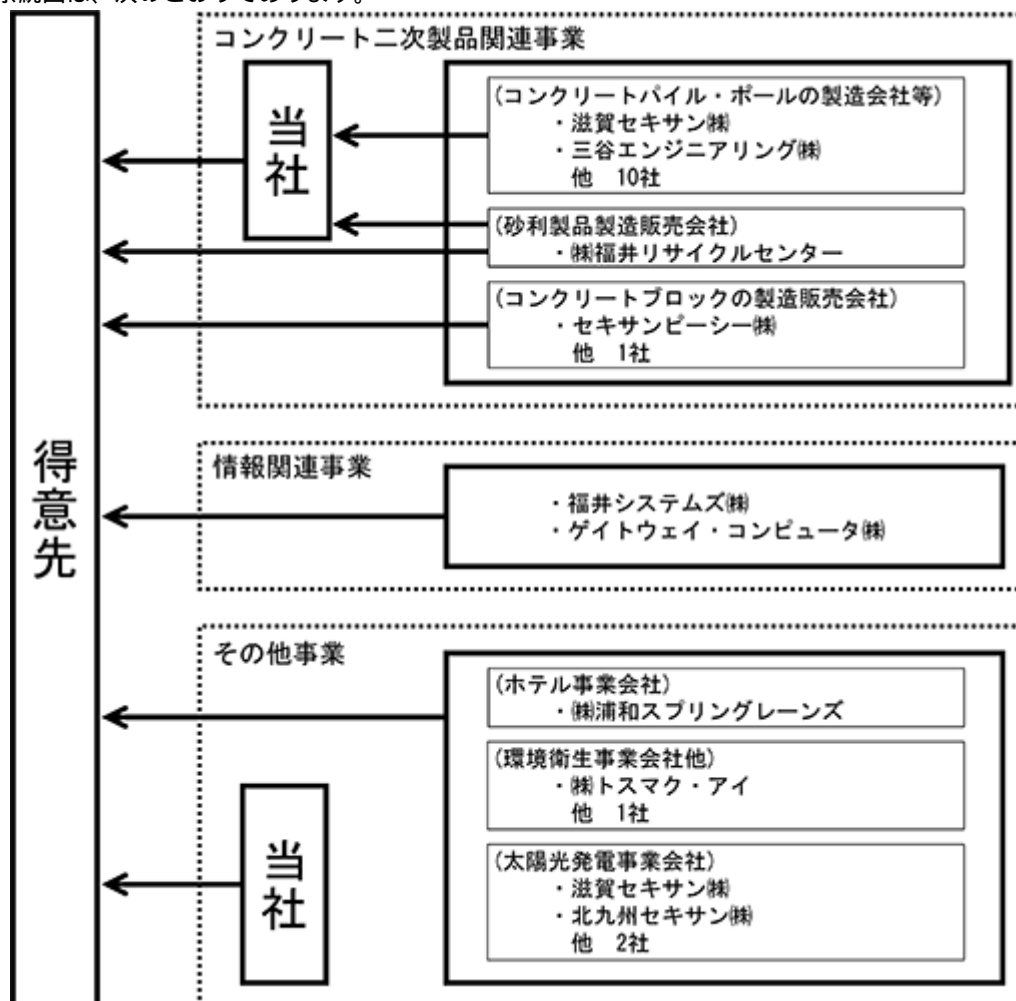 系統図は、次のとおりであります。
コンクリート二次製品関連事業
当社
(コンクリートパイル・ポールの製造会社等)
・滋賀セキサン㈱
・三谷エンジニアリング㈱
他 10社
(砂利製品製造販売会社)
・㈱福井リサイクルセンター
(コンクリートブロックの製造販売会社)
・セキサンピーシー㈱
他 1社
得意先
情報関連事業
・福井システムズ㈱
・ゲイトウェイ・コンピュータ㈱
その他事業
(ホテル事業会社)
・㈱浦和スプリングレーンズ
(環境衛生事業会社他)
・㈱トスマク・アイ
他 1社
当社
(太陽光発電事業会社)
・滋賀セキサン㈱
・北九州セキサン㈱
他 2社